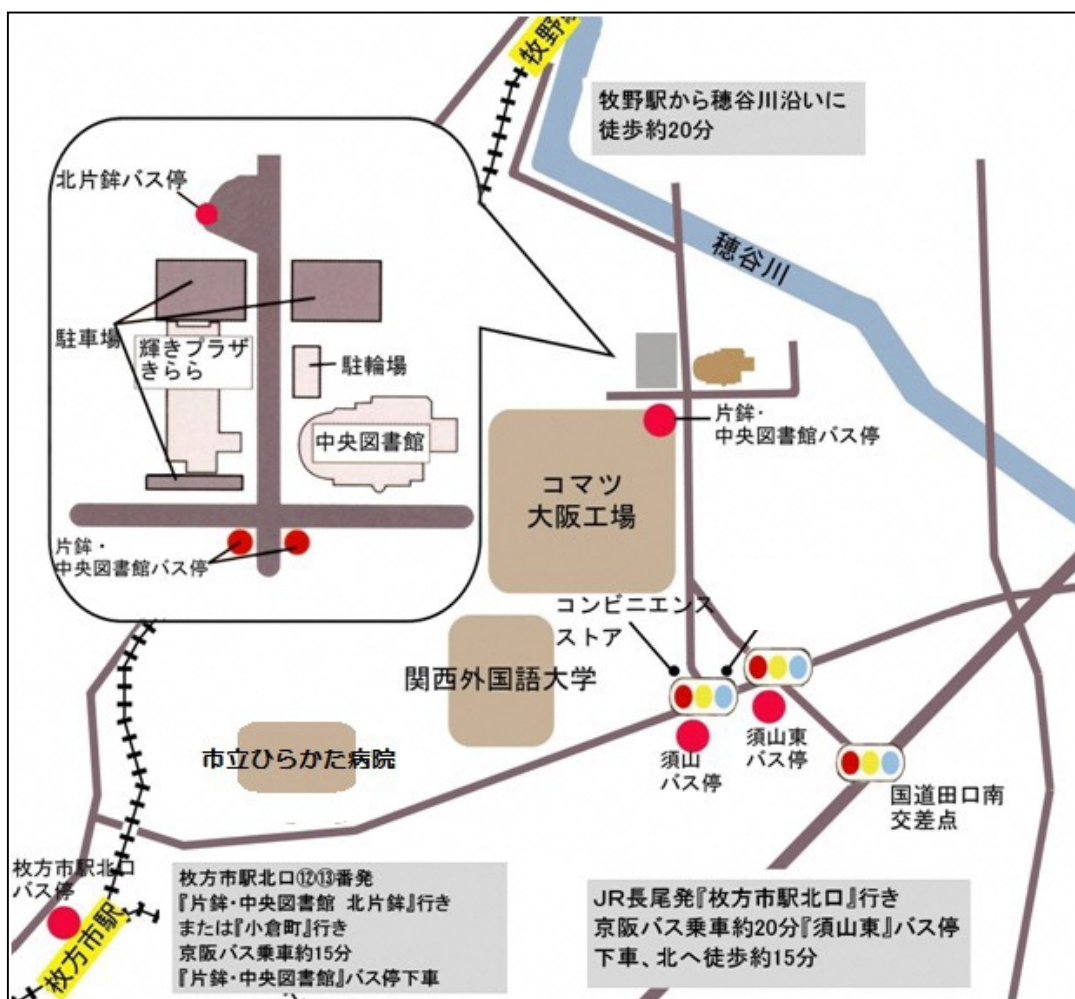 牧野駅
牧野駅から穂谷川沿いに
徒歩約20分
北片鉾バス停
穂谷川
駐車場
輝きプラザ
きらら
駐輪場
中央図書館
片鉾・
中央図書館バス停
コマツ
大阪工場
片鉾・
中央図書館バス停
コンビニエンス
ストア
関西外国語大学
須山東
バス停
須山
バス停
市立ひらかた病院
国道田口南
交差点
枚方市駅北口
バス停
枚方市駅
枚方市駅北口⑫⑬番発
『片鉾・中央図書館 北片鉾』行き
または『小倉町』行き
京阪バス乗車約15分
『片鉾・中央図書館』バス停下車
JR長尾発『枚方市駅北口』行き
京阪バス乗車約20分『須山東』バス停
下車、北へ徒歩約15分